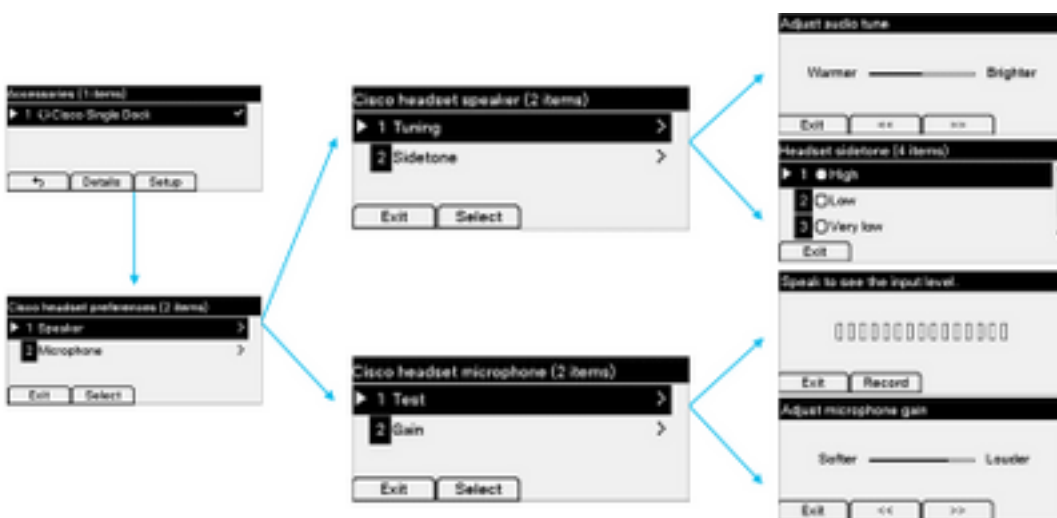 Accessories (1 items)
1 Cisco Single Dock
Details Setup
Cisco headset preferences (2 items)
1 Speaker >
2 Microphone >
Exit Select
Cisco headset speaker (2 items)
1 Tuning >
2 Sidetone >
Exit Select
Cisco headset microphone (2 items)
1 Test >
2 Gain >
Exit Select
Adjust audio tune
Warmer Brighter
Exit << >>
Headset sidetone (4 items)
1 High
2 Low
3 Very low
Exit
Speak to see the input level.
Exit Record
Adjust microphone gain
Softer Louder
Exit << >>